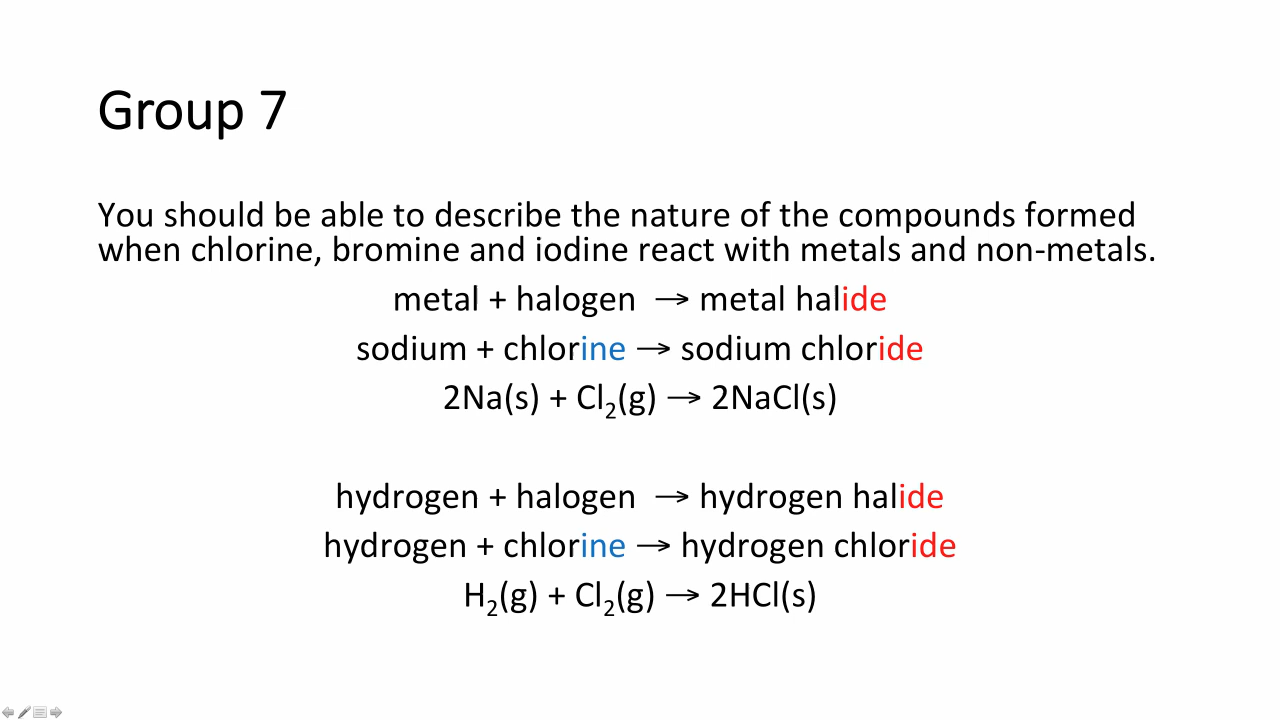 Group 7
You should be able to describe the nature of the compounds formed
when chlorine, bromine and iodine react with metals and non-metals.
metal + halogen → metal halide
sodium + chlorine → sodium chloride
2Na(s) + Cl₂(g) → 2NaCl(s)
hydrogen + halogen → hydrogen halide
hydrogen + chlorine → hydrogen chloride
H₂(g) + Cl₂(g) → 2HCl(s)